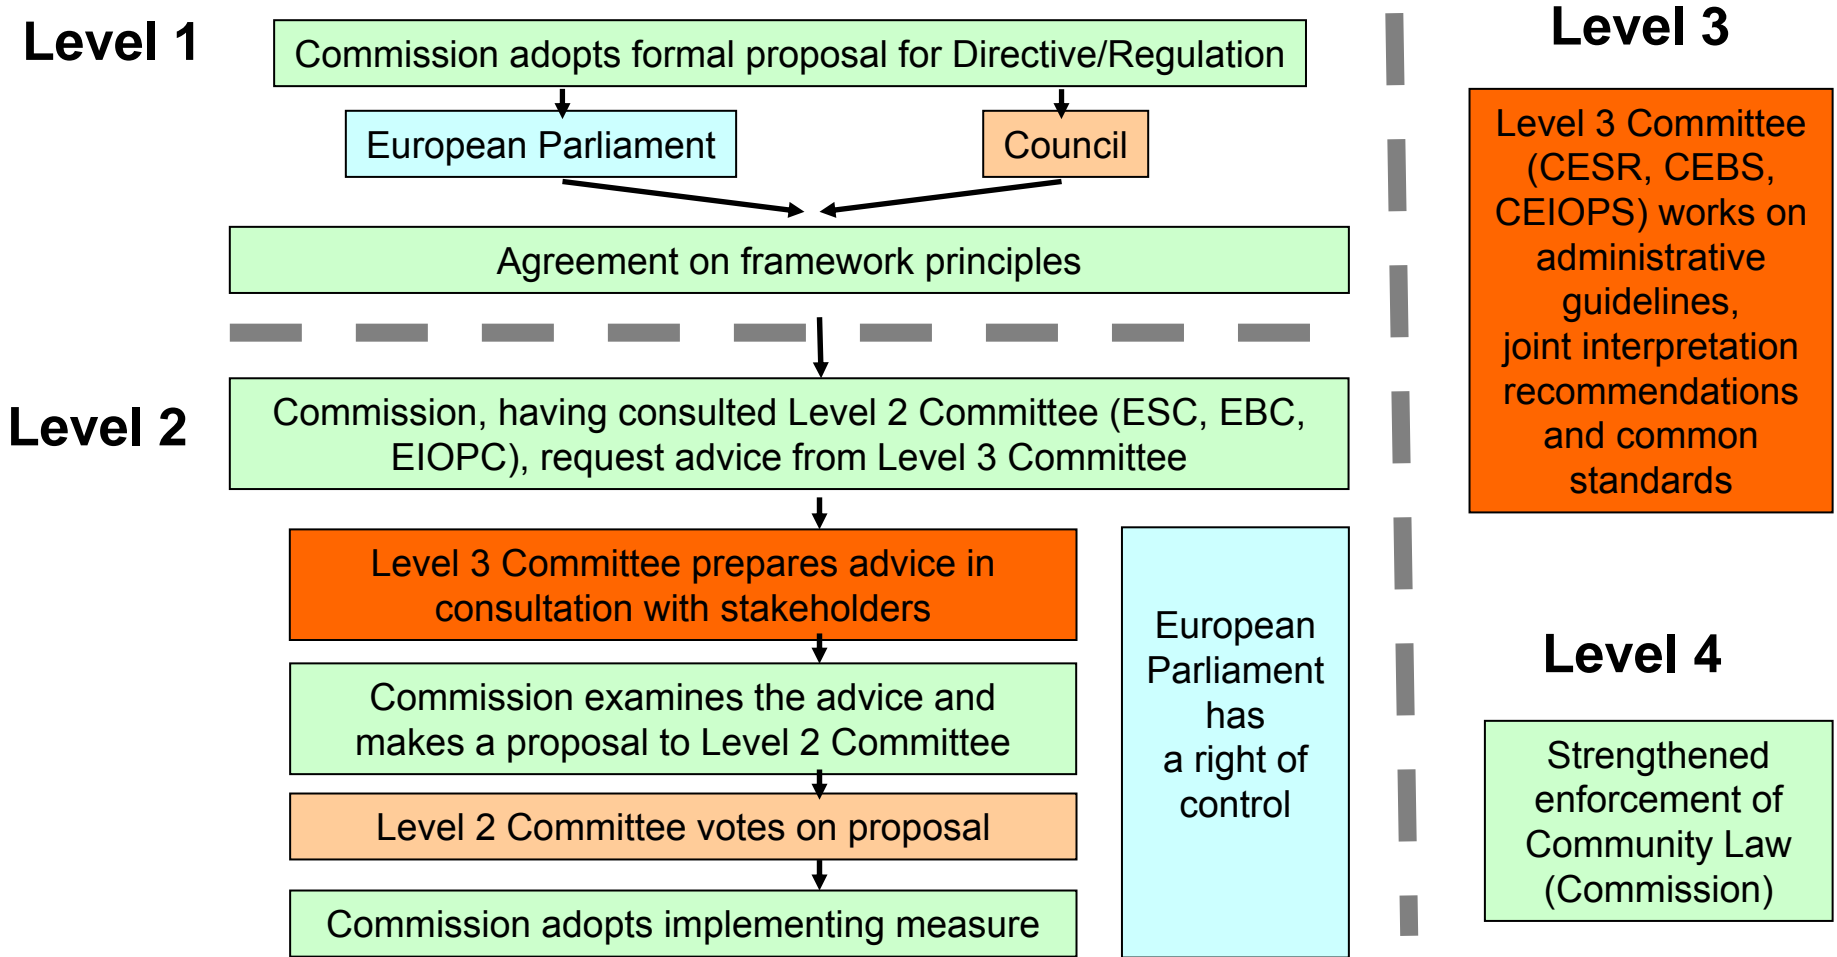 Level 1
Commission adopts formal proposal for Directive/Regulation
European Parliament
Council
Agreement on framework principles
Level 2
Commission, having consulted Level 2 Committee (ESC, EBC,
EIOPC), request advice from Level 3 Committee
Level 3 Committee prepares advice in
consultation with stakeholders
Commission examines the advice and
makes a proposal to Level 2 Committee
Level 2 Committee votes on proposal
Commission adopts implementing measure
European
Parliament
has
a right of
control
Level 3
Level 3 Committee
(CESR, CEBS,
CEIOPS) works on
administrative
guidelines,
joint interpretation
recommendations
and common
standards
Level 4
Strengthened
enforcement of
Community Law
(Commission)